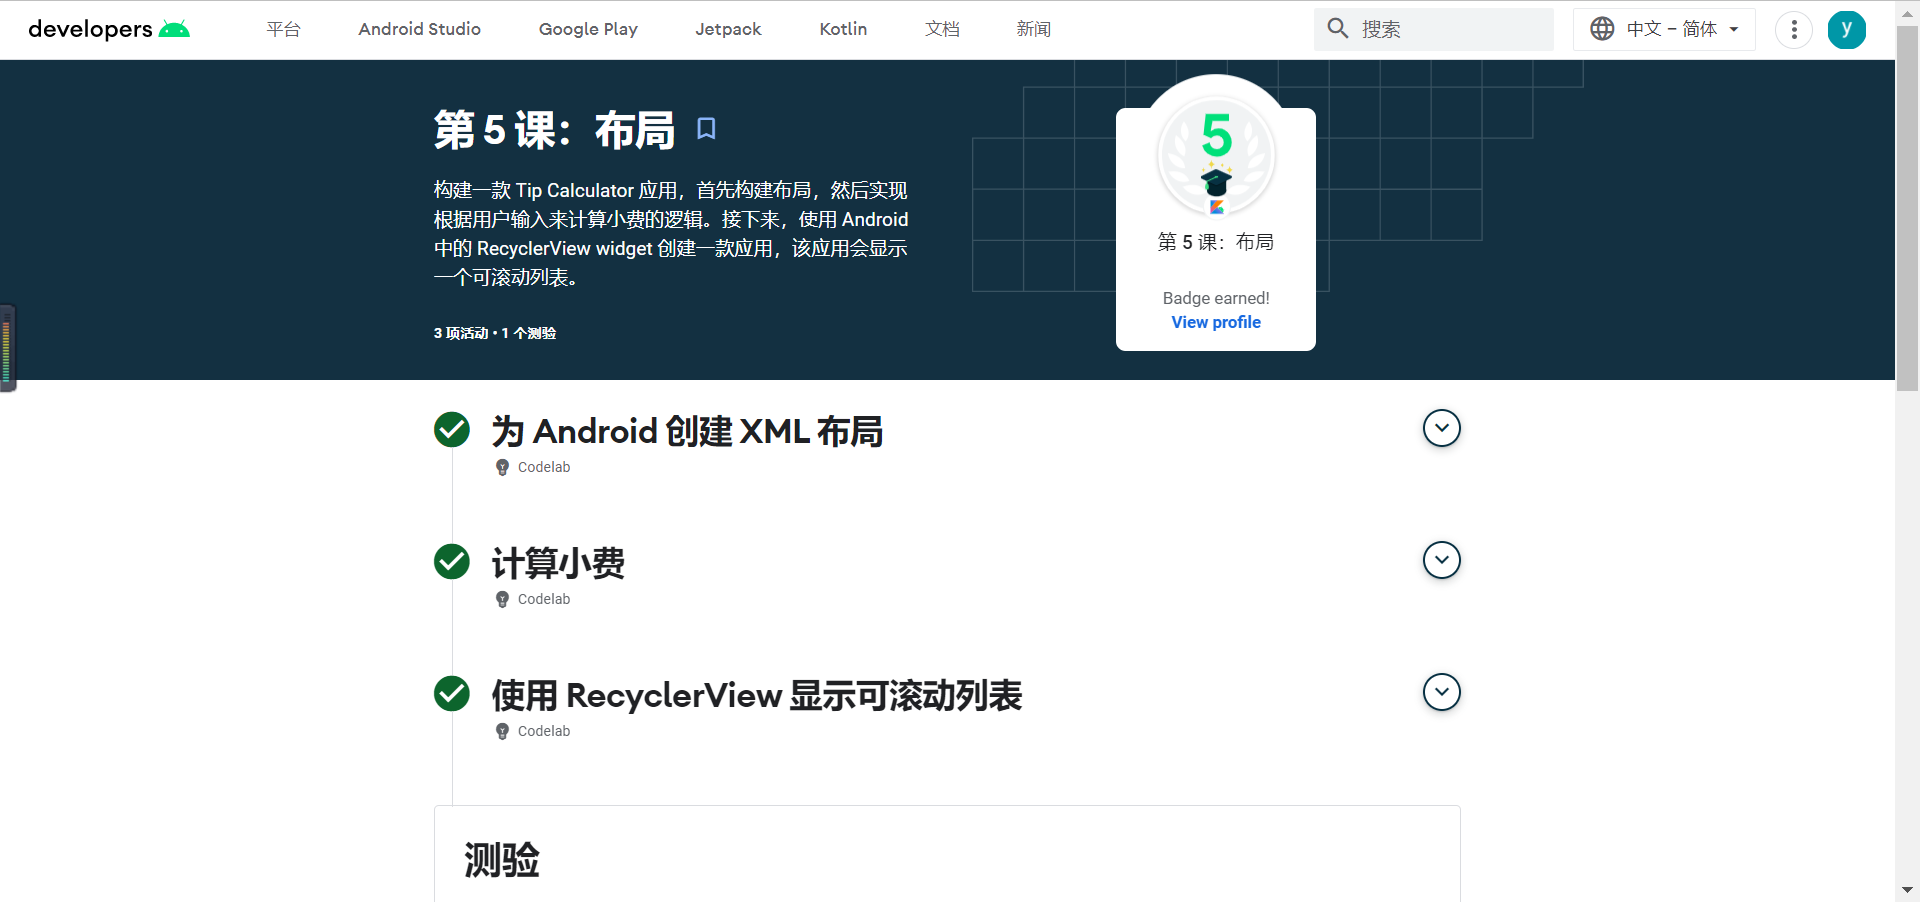 developers
平台
Android Studio
Google Play
Jetpack
Kotlin
文档
新闻
搜索
中文 – 简体
y
第 5 课：布局
构建一款 Tip Calculator 应用，首先构建布局，然后实现
根据用户输入来计算小费的逻辑。接下来，使用 Android
中的 RecyclerView widget 创建一款应用，该应用会显示
一个可滚动列表。
3 项活动 • 1 个测验
5
第 5 课：布局
Badge earned!
View profile
为 Android 创建 XML 布局
Codelab
计算小费
Codelab
使用 RecyclerView 显示可滚动列表
Codelab
测验